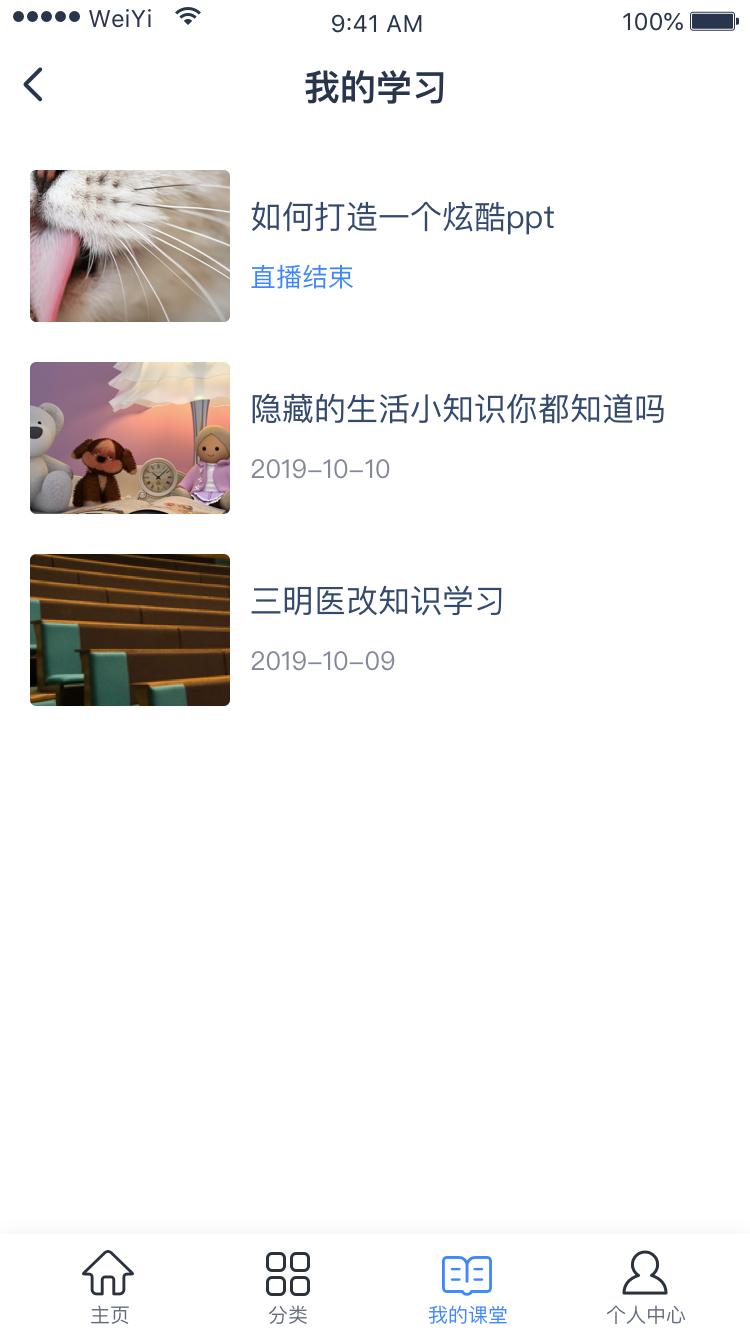 WeiYi
9:41 AM
100%
我的学习
如何打造一个炫酷ppt
直播结束
隐藏的生活小知识你都知道吗
2019-10-10
三明医改知识学习
2019-10-09
主页
分类
我的课堂
个人中心